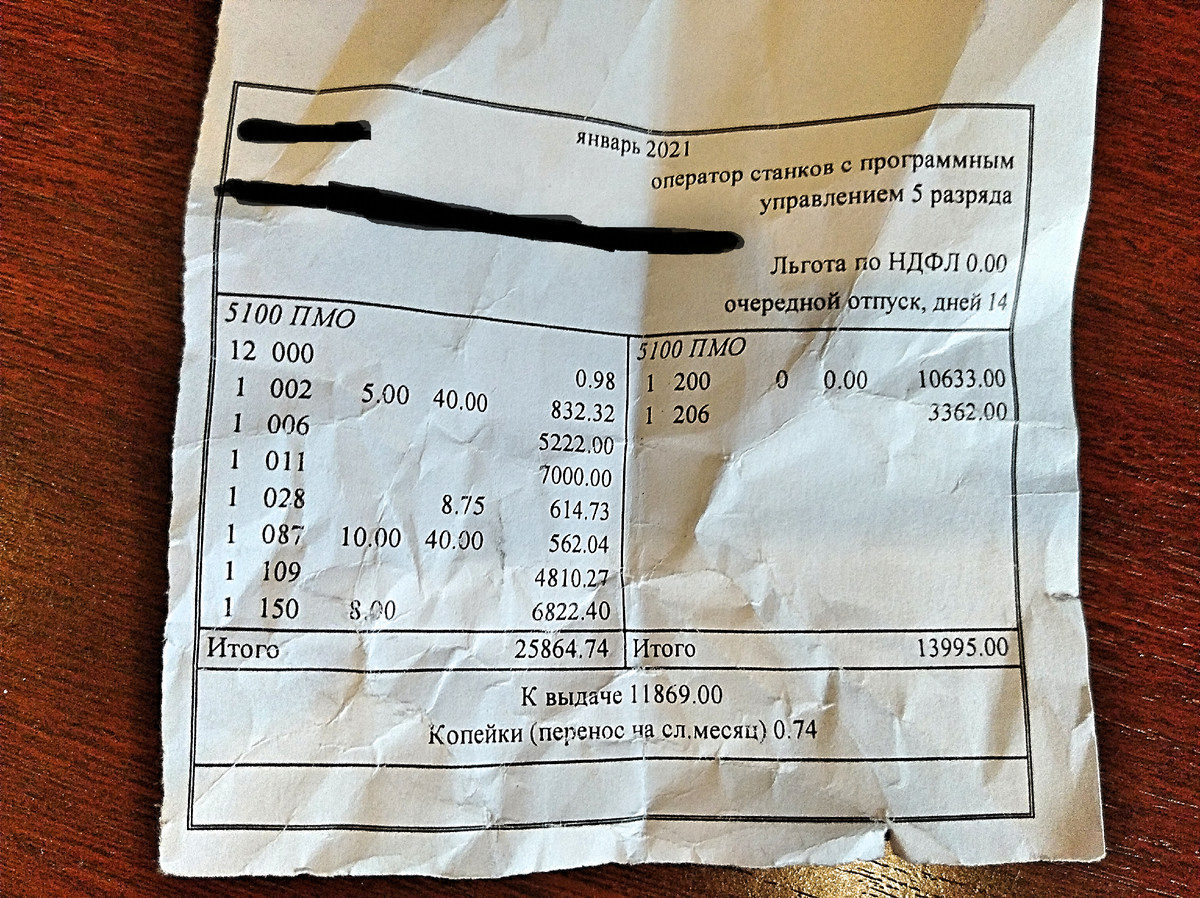 январь 2021
оператор станков с программным
управлением 5 разряда
Льгота по НДФЛ 0.00
очередной отпуск, дней 14
5100 ПМО
12 000 0.98
1 002 5.00 40.00 832.32
1 006 5222.00
1 011 7000.00
1 028 8.75 614.73
1 087 10.00 40.00 562.04
1 109 4810.27
1 150 8.00 6822.40
Итого 25864.74
5100 ПМО
1 200 0 0.00 10633.00
1 206 3362.00
Итого 13995.00
К выдаче 11869.00
Копейки (перенос на сл.месяц) 0.74